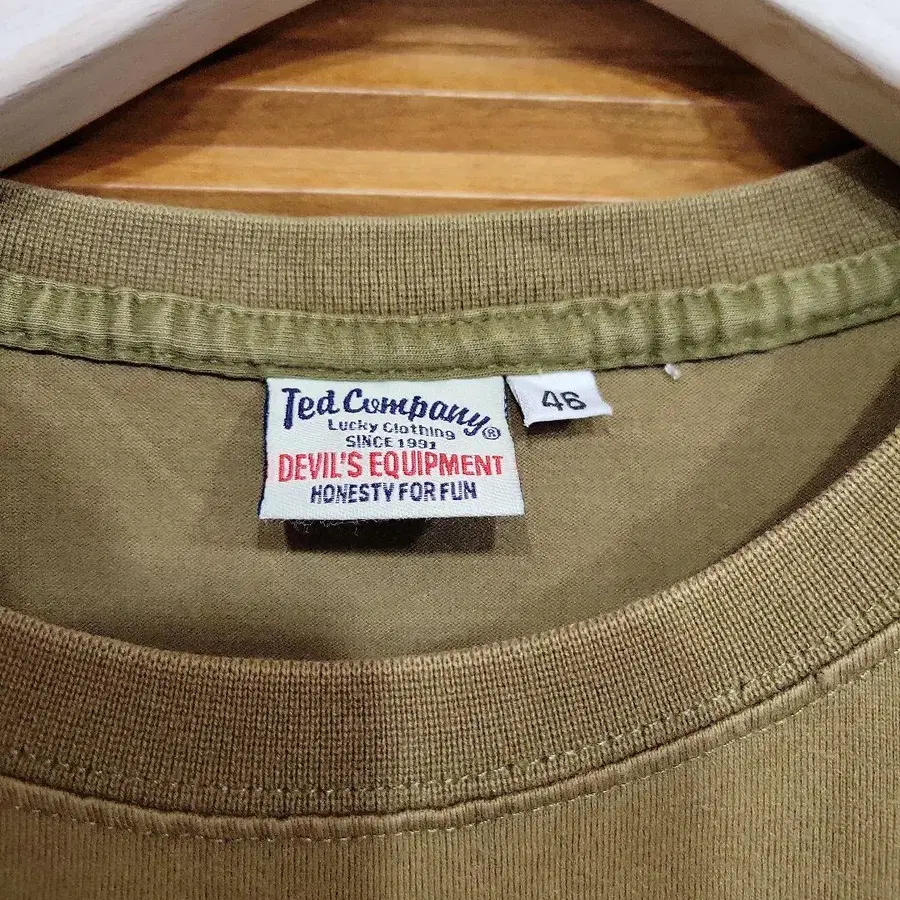 Ted Company®
Lucky Clothing
SINCE 1991
DEVIL'S EQUIPMENT
HONESTY FOR FUN
46